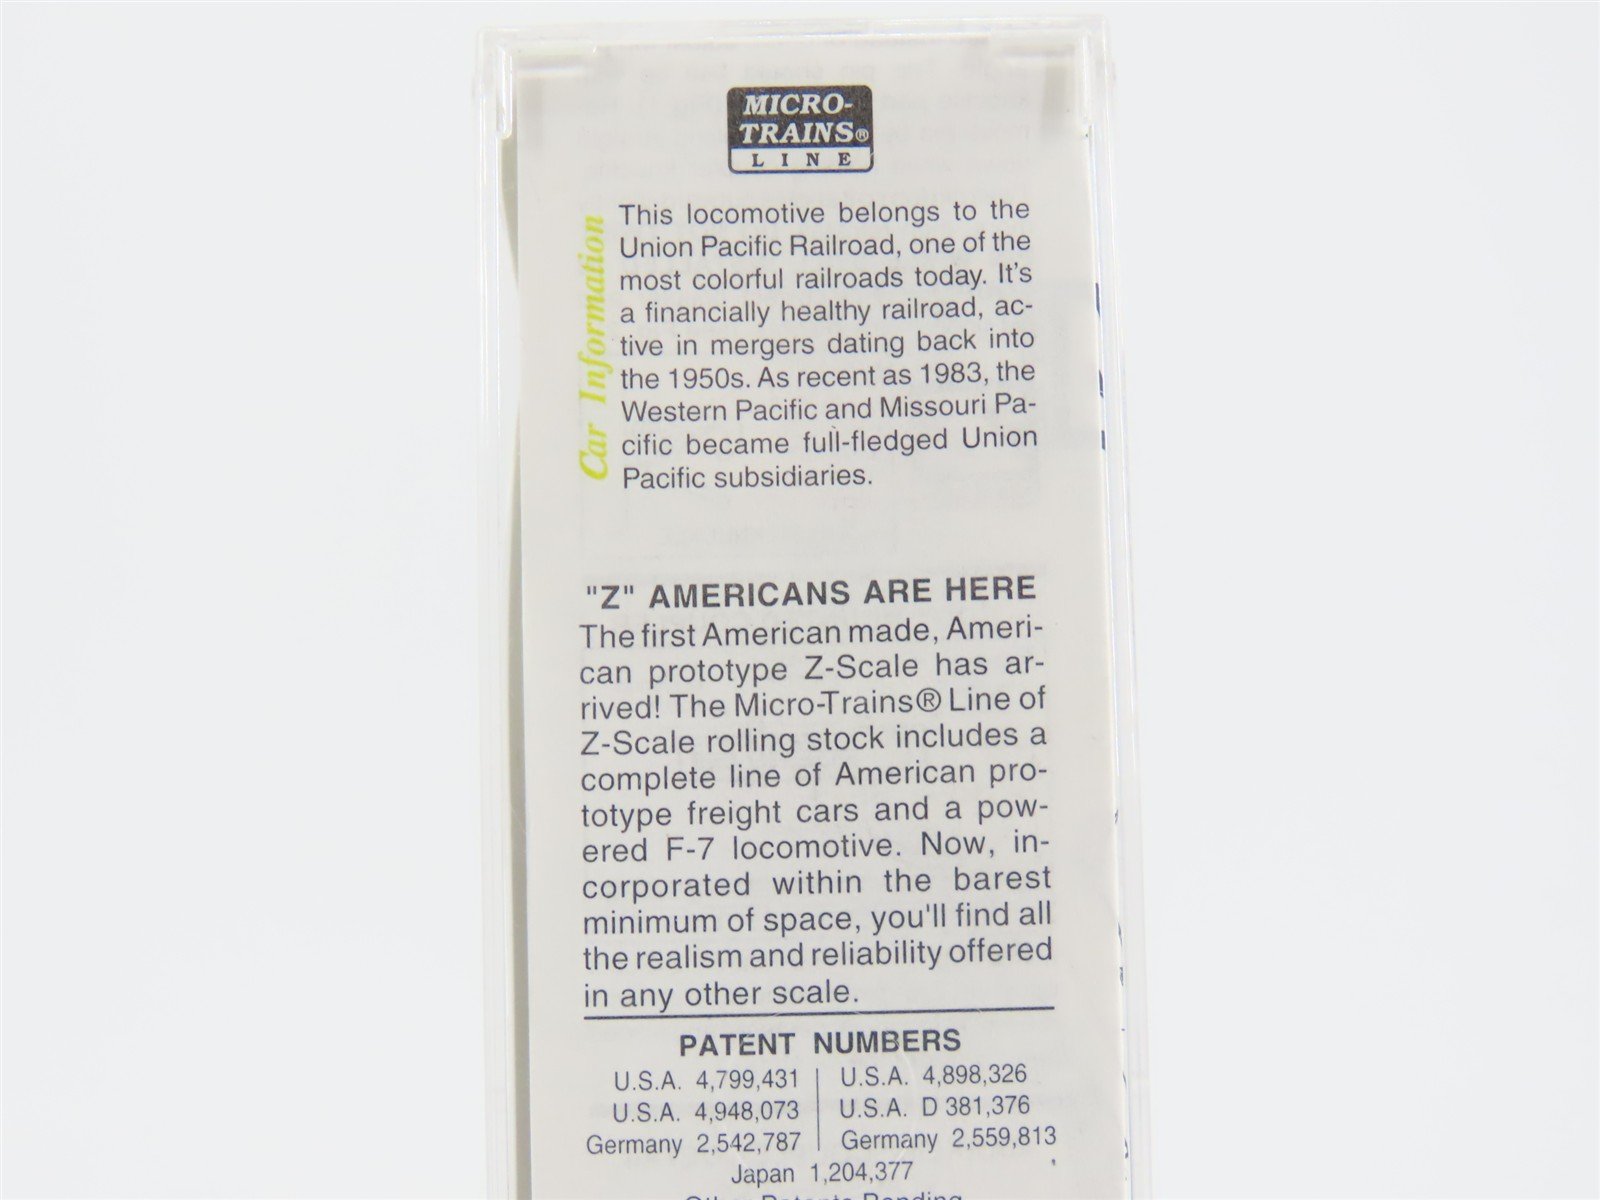 MICRO-
TRAINS®
LINE
Car Information
This locomotive belongs to the
Union Pacific Railroad, one of the
most colorful railroads today. It's
a financially healthy railroad, ac-
tive in mergers dating back into
the 1950s. As recent as 1983, the
Western Pacific and Missouri Pa-
cific became full-fledged Union
Pacific subsidiaries.
"Z" AMERICANS ARE HERE
The first American made, Ameri-
can prototype Z-Scale has ar-
rived! The Micro-Trains® Line of
Z-Scale rolling stock includes a
complete line of American pro-
totype freight cars and a pow-
ered F-7 locomotive. Now, in-
corporated within the barest
minimum of space, you'll find all
the realism and reliability offered
in any other scale.
PATENT NUMBERS
U.S.A. 4,799,431 | U.S.A. 4,898,326
U.S.A. 4,948,073 | U.S.A. D 381,376
Germany 2,542,787 | Germany 2,559,813
Japan 1,204,377
Other Patents Pending